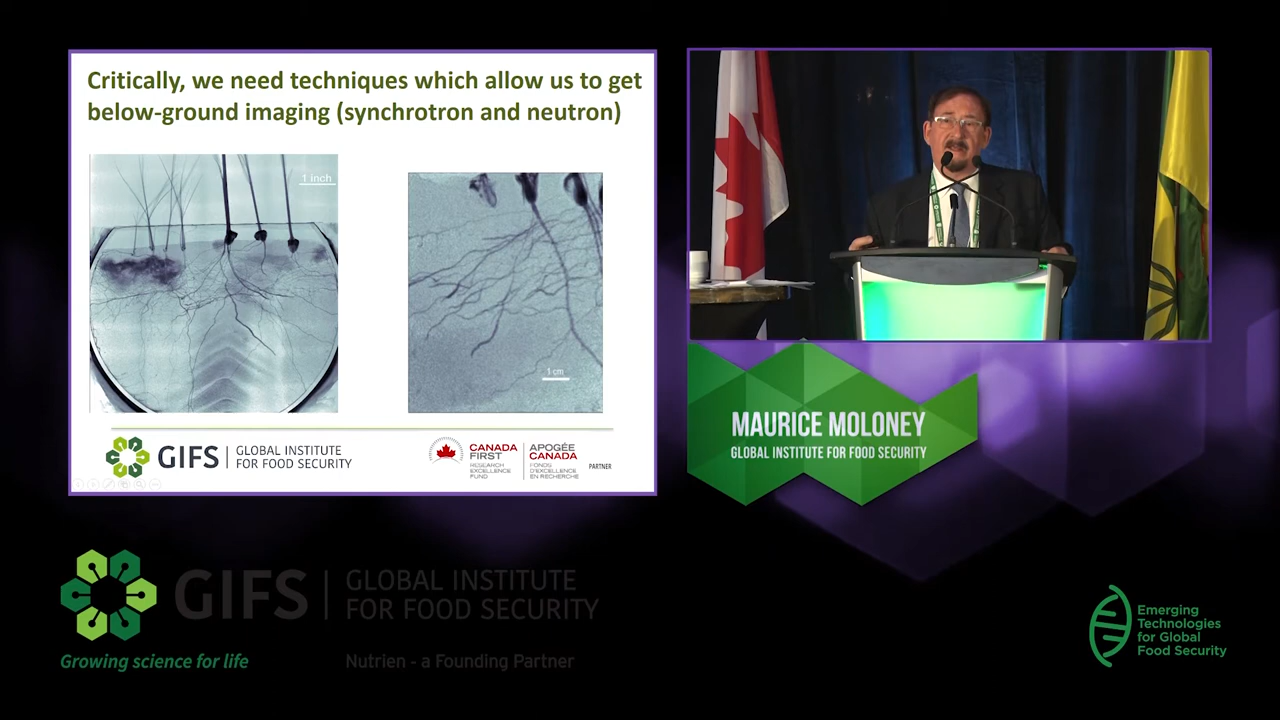 Critically, we need techniques which allow us to get
below-ground imaging (synchrotron and neutron)
1 inch
1 cm
GIFS
GLOBAL INSTITUTE
FOR FOOD SECURITY
CANADA
FIRST
RESEARCH
EXCELLENCE
FUND
APOGÉE
CANADA
FONDS
D'EXCELLENCE
EN RECHERCHE
PARTNER
MAURICE MOLONEY
GLOBAL INSTITUTE FOR FOOD SECURITY
GIFS
GLOBAL INSTITUTE
FOR FOOD SECURITY
Growing science for life
Nutrien - a Founding Partner
Emerging
Technologies
for Global
Food Security